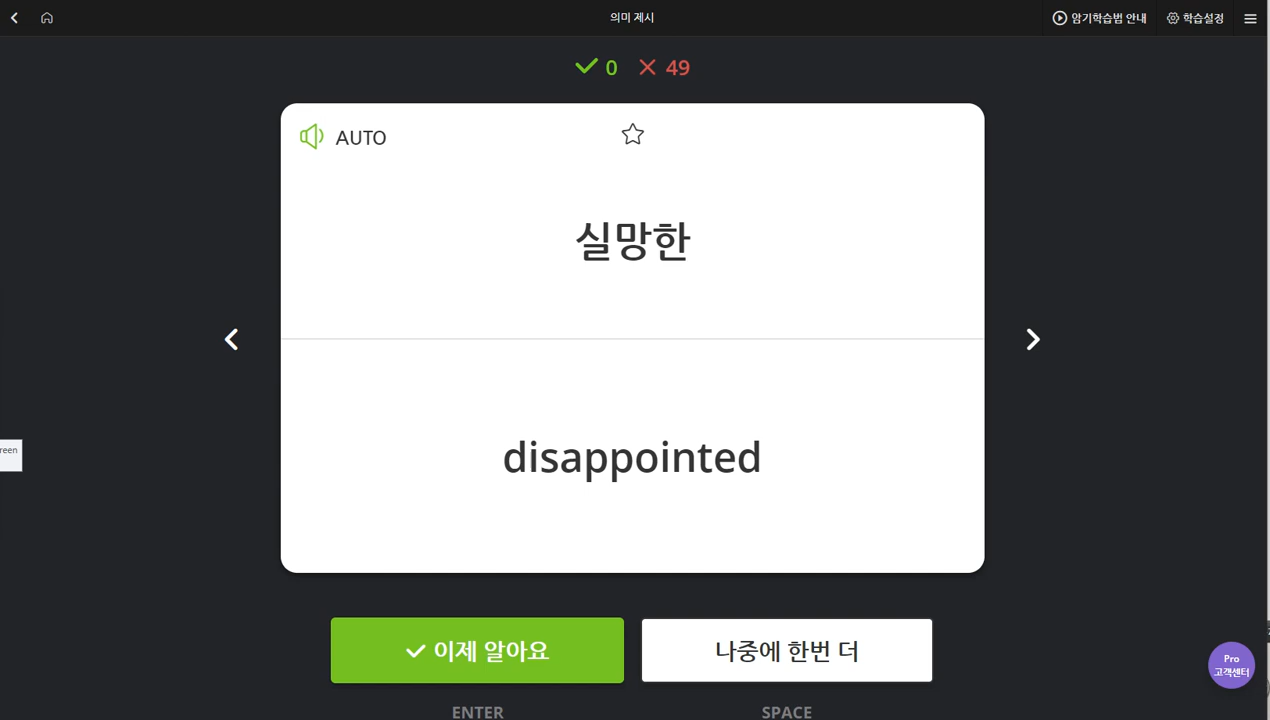 의미 제시
암기학습법 안내
학습설정
0
49
AUTO
실망한
disappointed
reen
이제 알아요
나중에 한번 더
ENTER
SPACE
Pro
고객센터